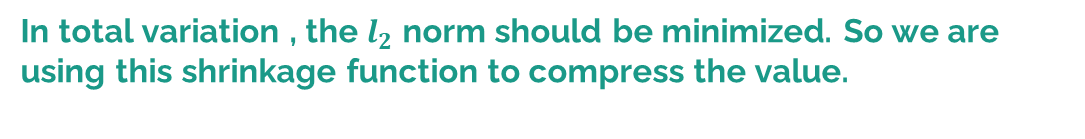 In total variation , the l₂ norm should be minimized. So we are
using this shrinkage function to compress the value.